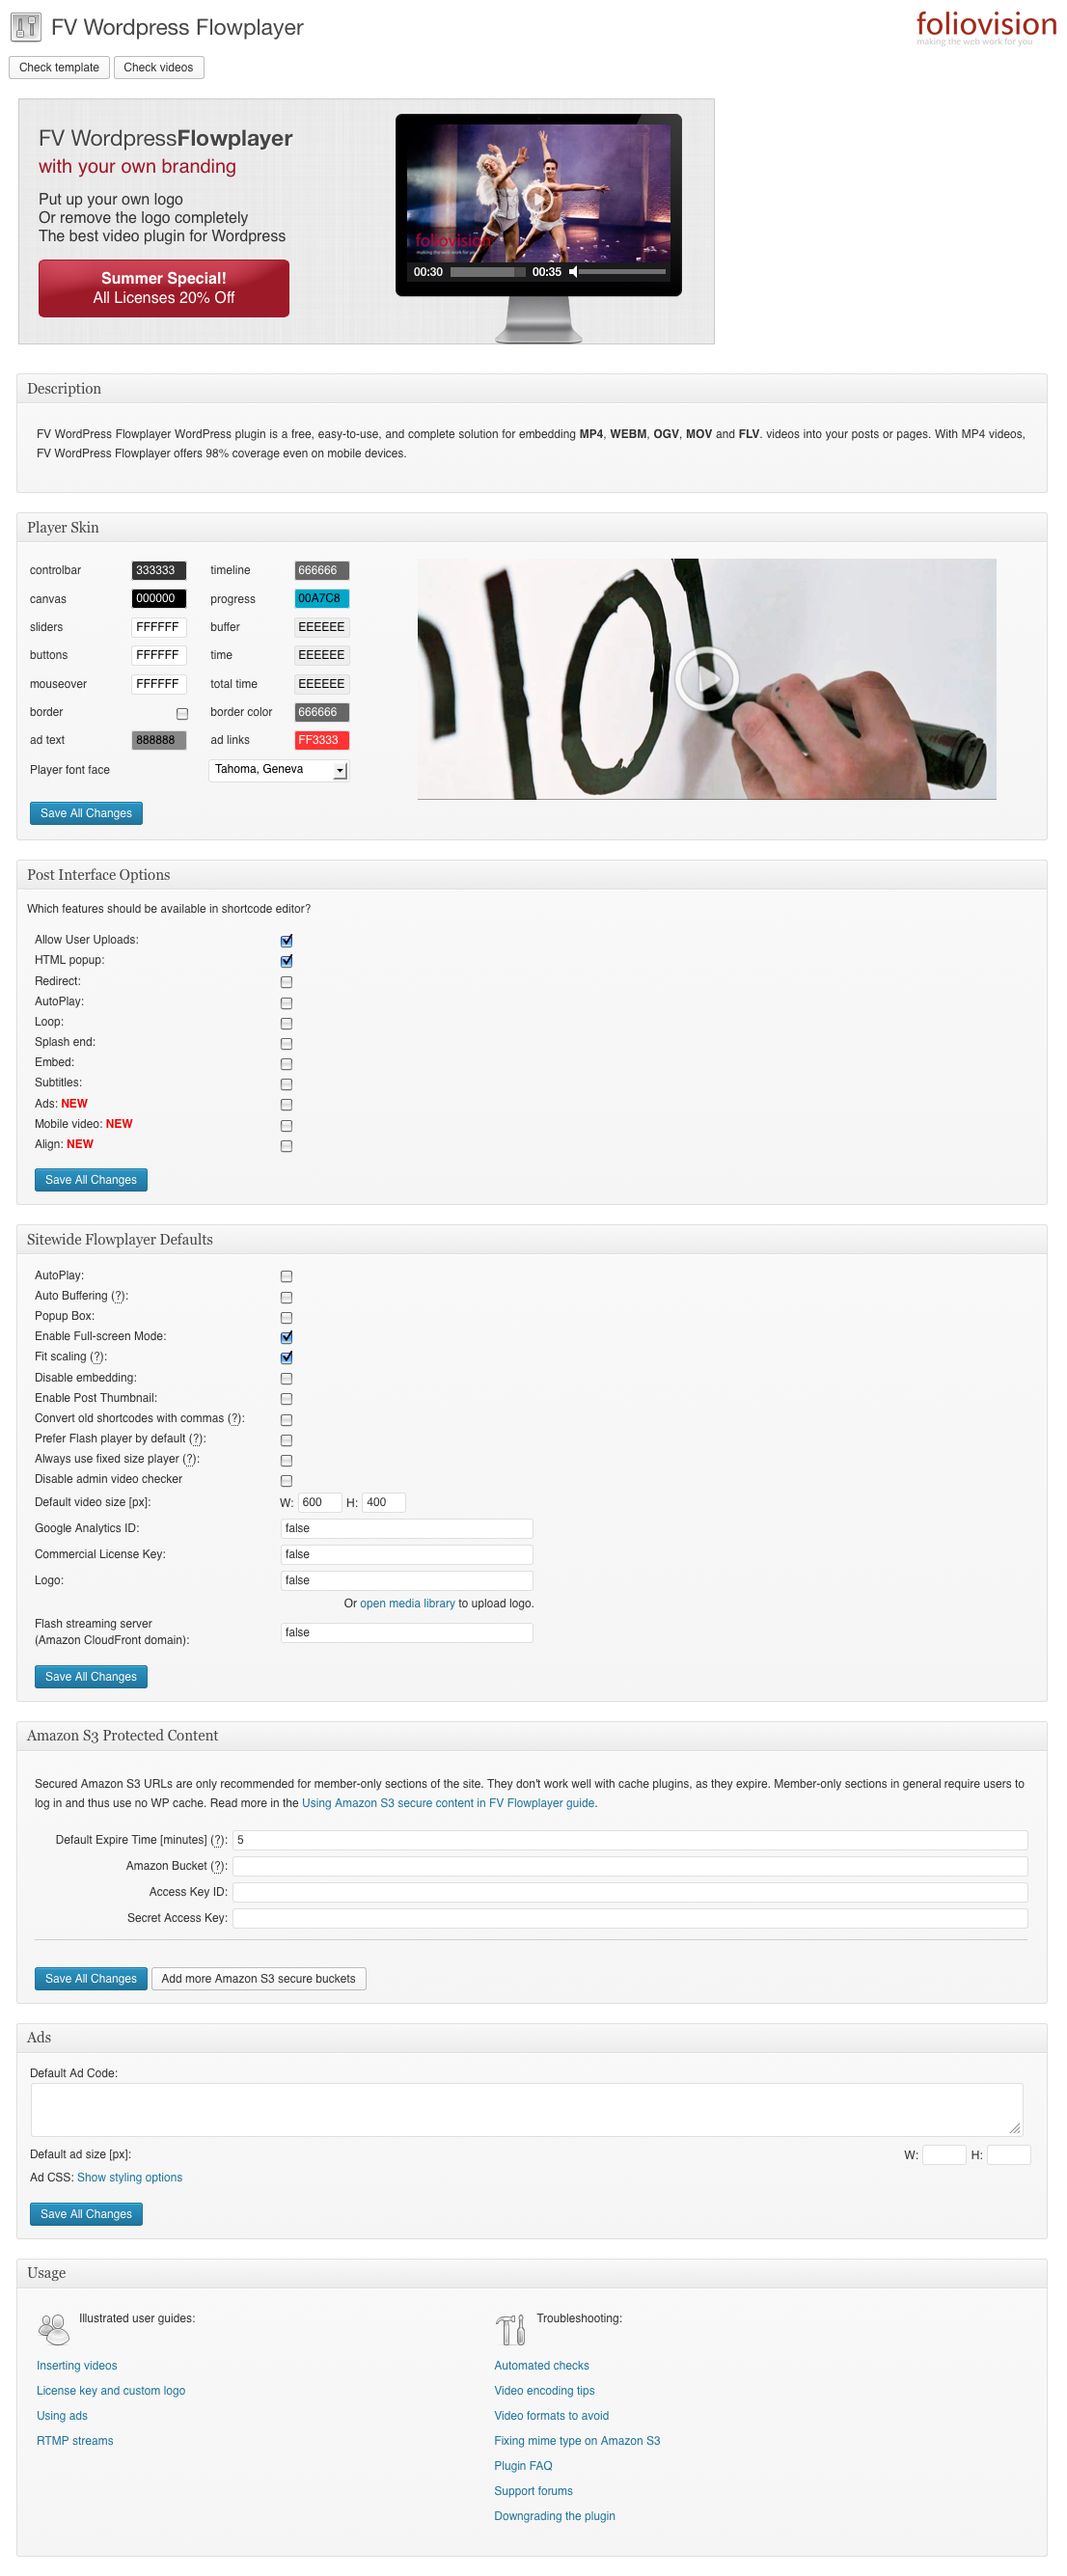 FV Wordpress Flowplayer
foliovision
making the web work for you
Check template
Check videos
FV WordpressFlowplayer
with your own branding
Put up your own logo
Or remove the logo completely
The best video plugin for Wordpress
Summer Special!
All Licenses 20% Off
foliovision
making the web work for you
00:30 00:35
Description
FV WordPress Flowplayer WordPress plugin is a free, easy-to-use, and complete solution for embedding MP4, WEBM, OGV, MOV and FLV. videos into your posts or pages. With MP4 videos,
FV WordPress Flowplayer offers 98% coverage even on mobile devices.
Player Skin
controlbar 333333 timeline 666666
canvas 000000 progress 00A7C8
sliders FFFFFF buffer EEEEEE
buttons FFFFFF time EEEEEE
mouseover FFFFFF total time EEEEEE
border border color 666666
ad text 888888 ad links FF3333
Player font face Tahoma, Geneva
Save All Changes
Post Interface Options
Which features should be available in shortcode editor?
Allow User Uploads:
HTML popup:
Redirect:
AutoPlay:
Loop:
Splash end:
Embed:
Subtitles:
Ads: NEW
Mobile video: NEW
Align: NEW
Save All Changes
Sitewide Flowplayer Defaults
AutoPlay:
Auto Buffering (?):
Popup Box:
Enable Full-screen Mode:
Fit scaling (?):
Disable embedding:
Enable Post Thumbnail:
Convert old shortcodes with commas (?):
Prefer Flash player by default (?):
Always use fixed size player (?):
Disable admin video checker
Default video size [px]: W: 600 H: 400
Google Analytics ID: false
Commercial License Key: false
Logo: false
Or open media library to upload logo.
Flash streaming server
(Amazon CloudFront domain): false
Save All Changes
Amazon S3 Protected Content
Secured Amazon S3 URLs are only recommended for member-only sections of the site. They don't work well with cache plugins, as they expire. Member-only sections in general require users to
log in and thus use no WP cache. Read more in the Using Amazon S3 secure content in FV Flowplayer guide.
Default Expire Time [minutes] (?): 5
Amazon Bucket (?):
Access Key ID:
Secret Access Key:
Save All Changes
Add more Amazon S3 secure buckets
Ads
Default Ad Code:
Default ad size [px]: W: H:
Ad CSS: Show styling options
Save All Changes
Usage
Illustrated user guides:
Inserting videos
License key and custom logo
Using ads
RTMP streams
Troubleshooting:
Automated checks
Video encoding tips
Video formats to avoid
Fixing mime type on Amazon S3
Plugin FAQ
Support forums
Downgrading the plugin